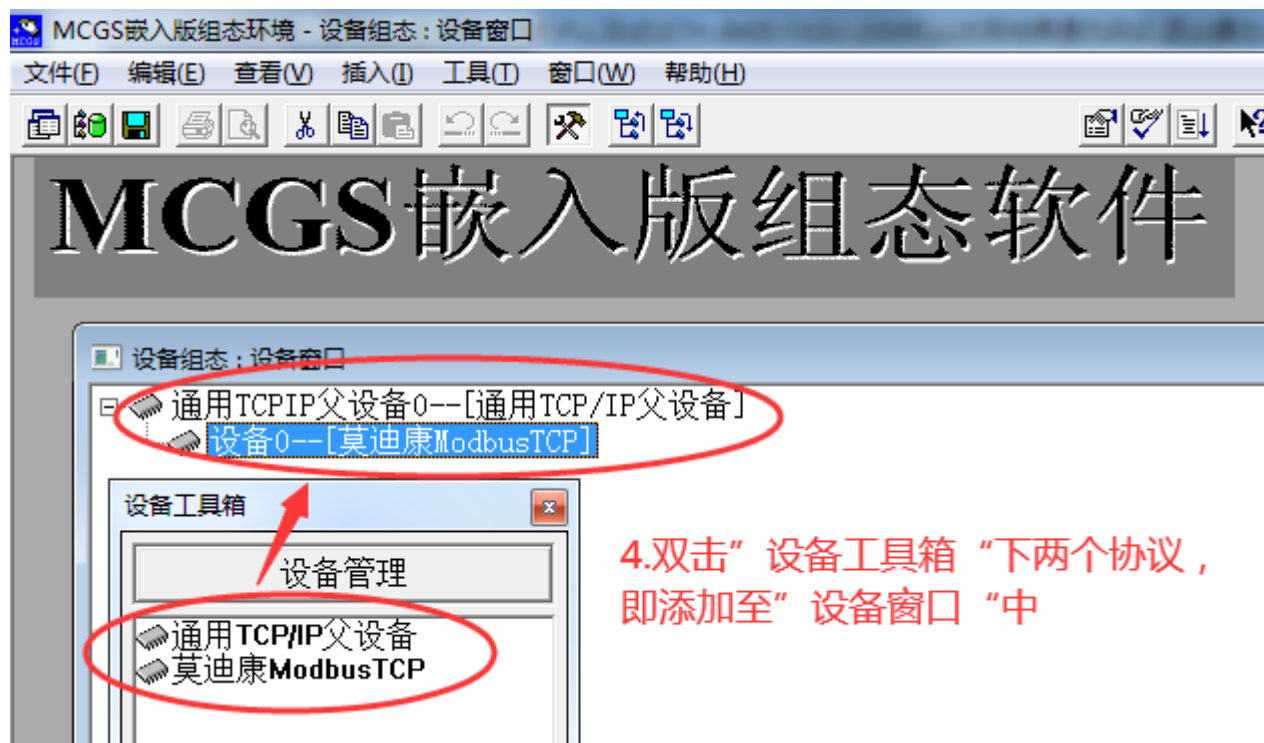 MCGS嵌入版组态环境 - 设备组态 : 设备窗口
文件(F) 编辑(E) 查看(V) 插入(I) 工具(T) 窗口(W) 帮助(H)
MCGS嵌入版组态软件
设备组态 : 设备窗口
通用TCPIP父设备0--[通用TCP/IP父设备]
设备0--[莫迪康ModbusTCP]
设备工具箱
设备管理
通用TCP/IP父设备
莫迪康ModbusTCP
4.双击”设备工具箱“下两个协议，
即添加至”设备窗口“中